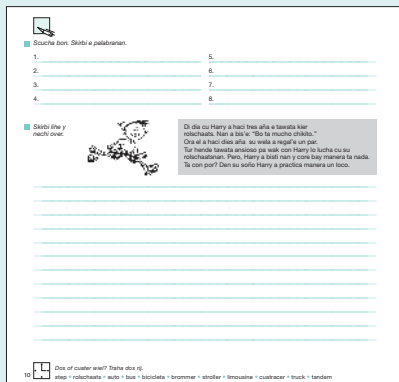 Scucha bon. Skirbi e palabranan.
1.
5.
2.
6.
3.
7.
4.
8.
Skirbi liñe y
nechi over.
Di dia cu Harry a haci tres aña e tawata kier
rolschaats. Nan a bis'e: "Bo ta mucho chikito."
Ora el a haci dies aña su wela a regal'e un par.
Tur hende tawata ansioso pa wak con Harry lo lucha cu su
rolschaatsnan. Pero, Harry a bisti nan y core bay manera ta nada.
Ta con por? Den su soño Harry a practica manera un loco.
Dos of cuater wiel? Traha dos rij.
10
step • rolschaats • auto • bus • bicicleta • brommer • stroller • limousine • custracer • truck • tandem